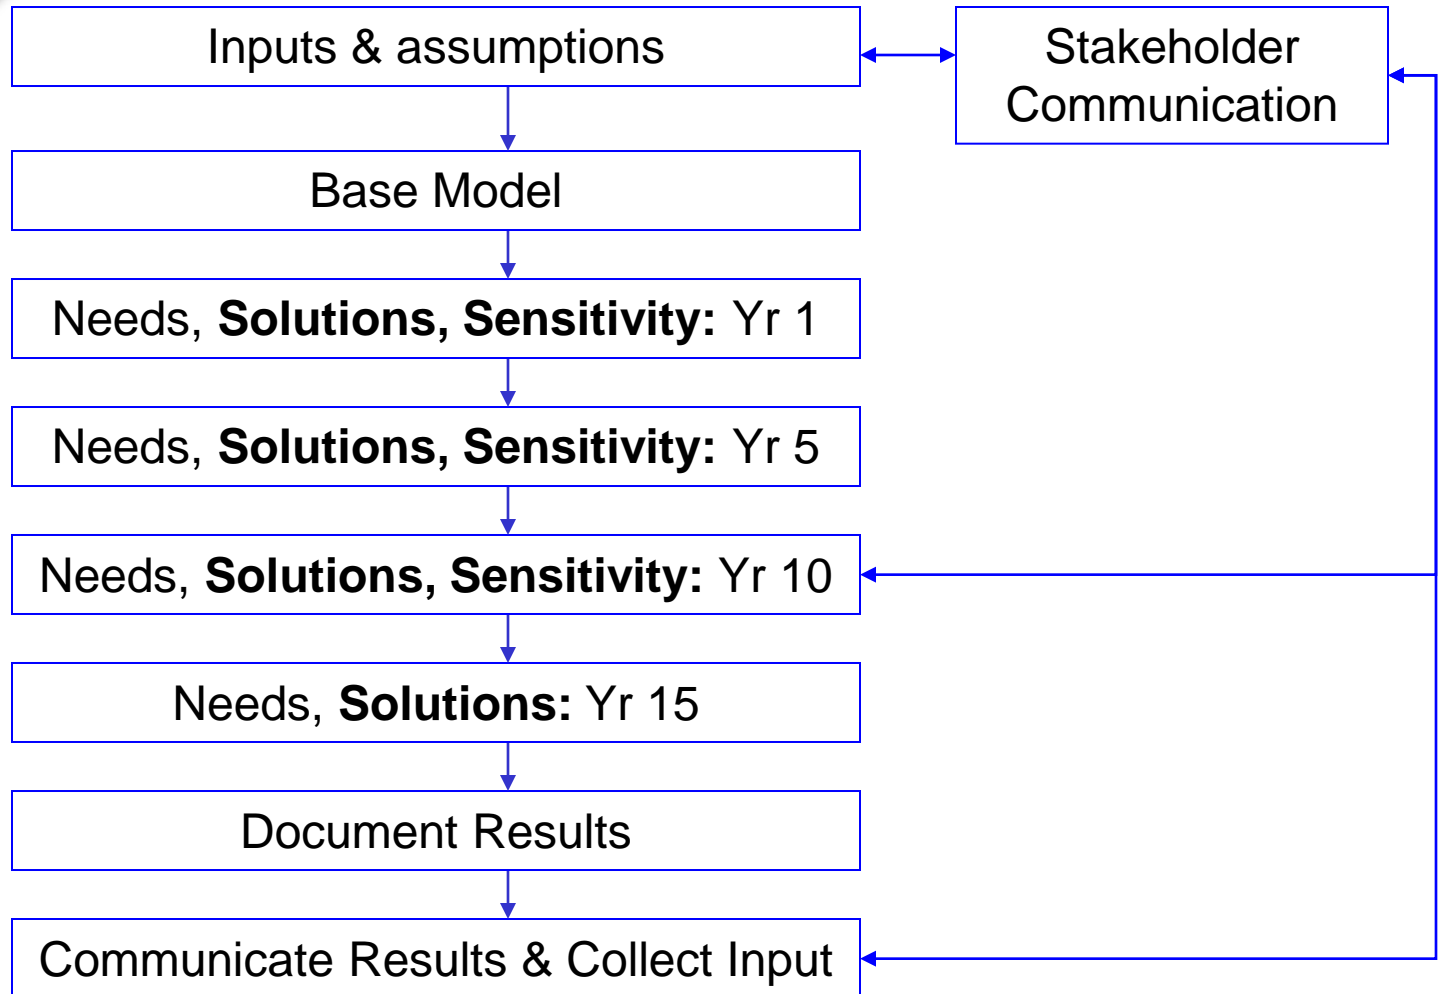 Inputs & assumptions
Stakeholder
Communication
Base Model
Needs, Solutions, Sensitivity: Yr 1
Needs, Solutions, Sensitivity: Yr 5
Needs, Solutions, Sensitivity: Yr 10
Needs, Solutions: Yr 15
Document Results
Communicate Results & Collect Input